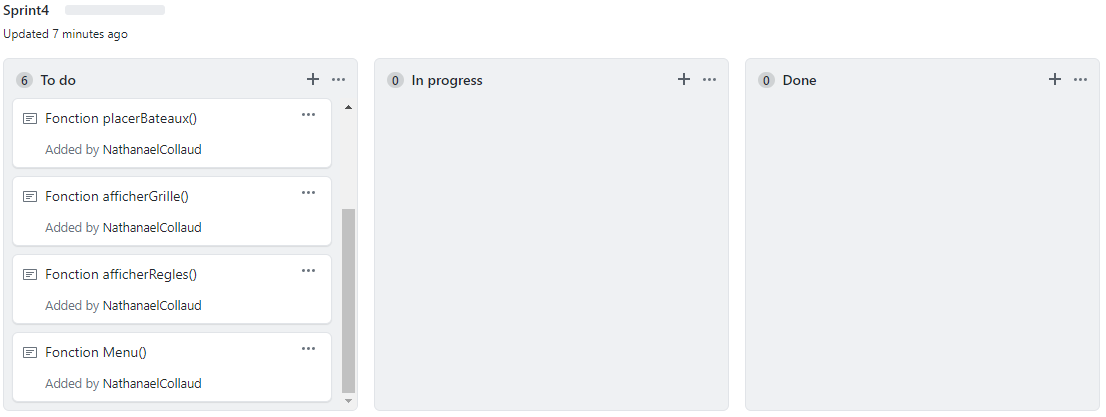 Sprint4
Updated 7 minutes ago
6 To do
Fonction placerBateaux()
Added by NathanaelCollaud
Fonction afficherGrille()
Added by NathanaelCollaud
Fonction afficherRegles()
Added by NathanaelCollaud
Fonction Menu()
Added by NathanaelCollaud
0 In progress
0 Done